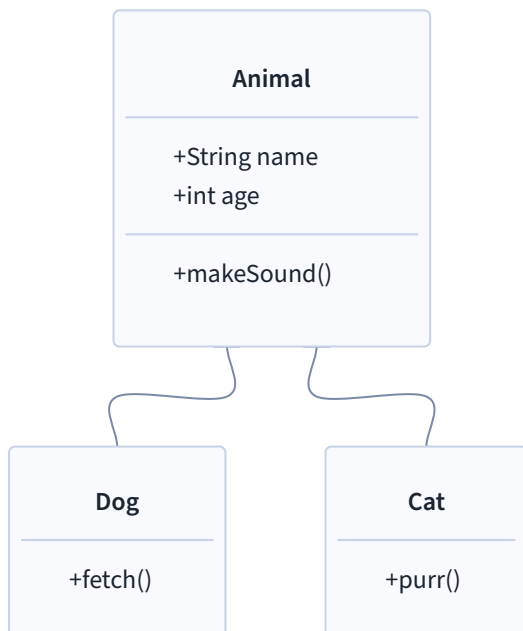 Animal
+String name
+int age
+makeSound()
Dog
Cat
+fetch()
+purr()